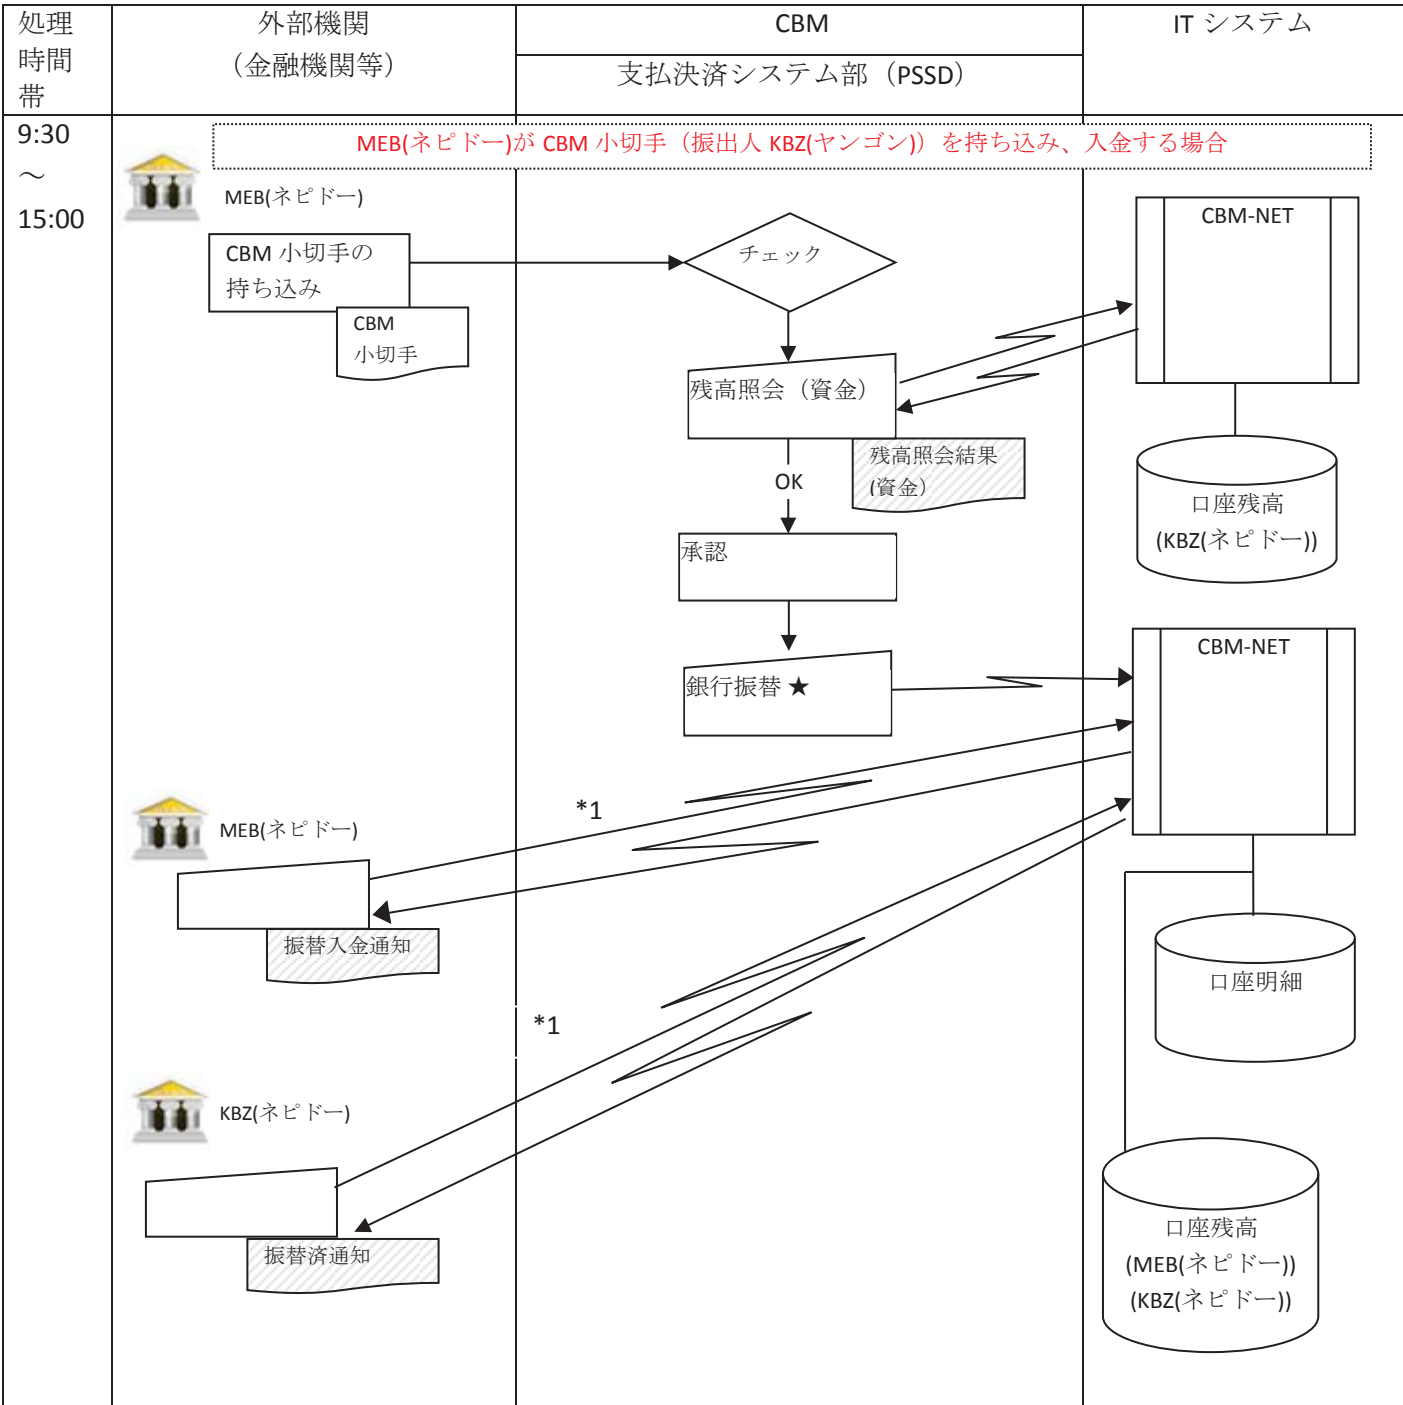 処理
時間
帯
外部機関
（金融機関等）
CBM
支払決済システム部（PSSD）
IT システム
9:30
～
15:00
MEB(ネピドー)が CBM 小切手（振出人 KBZ(ヤンゴン)）を持ち込み、入金する場合
MEB(ネピドー)
CBM 小切手の
持ち込み
CBM
小切手
チェック
CBM-NET
残高照会（資金）
残高照会結果
(資金）
OK
口座残高
(KBZ(ネピドー))
承認
銀行振替 ★
CBM-NET
MEB(ネピドー)
*1
振替入金通知
口座明細
*1
KBZ(ネピドー)
振替済通知
口座残高
(MEB(ネピドー))
(KBZ(ネピドー))